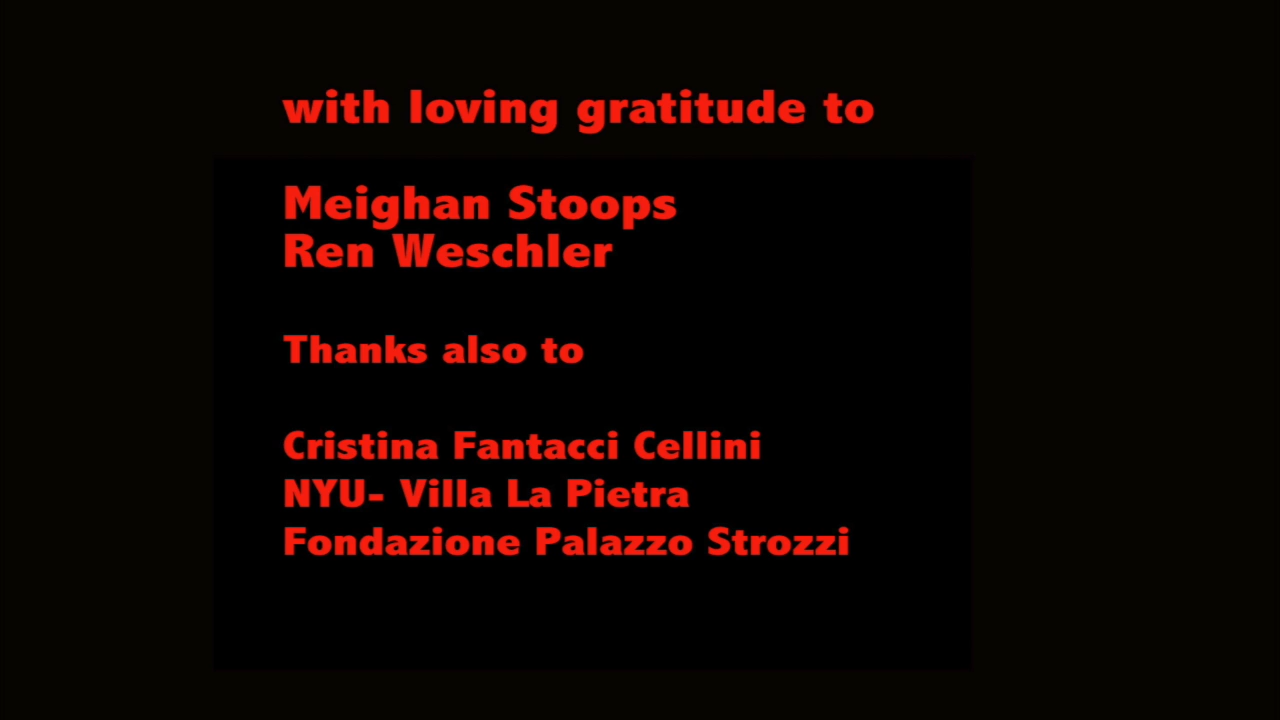 with loving gratitude to
Meighan Stoops
Ren Weschler
Thanks also to
Cristina Fantacci Cellini
NYU- Villa La Pietra
Fondazione Palazzo Strozzi